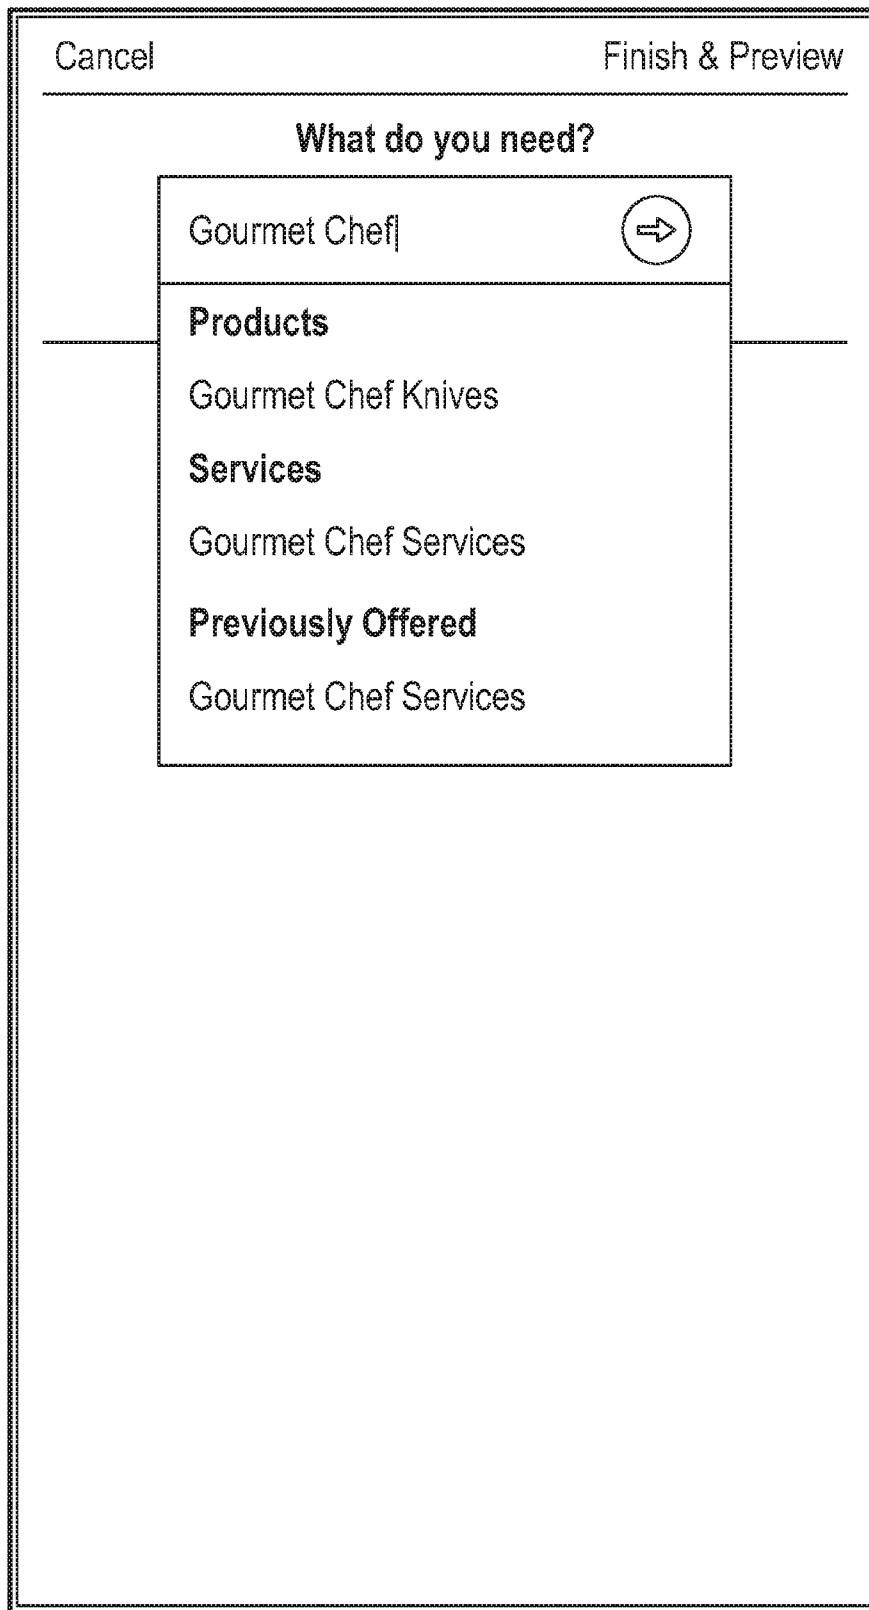 Cancel Finish & Preview
What do you need?
Gourmet Chef
Products
Gourmet Chef Knives
Services
Gourmet Chef Services
Previously Offered
Gourmet Chef Services